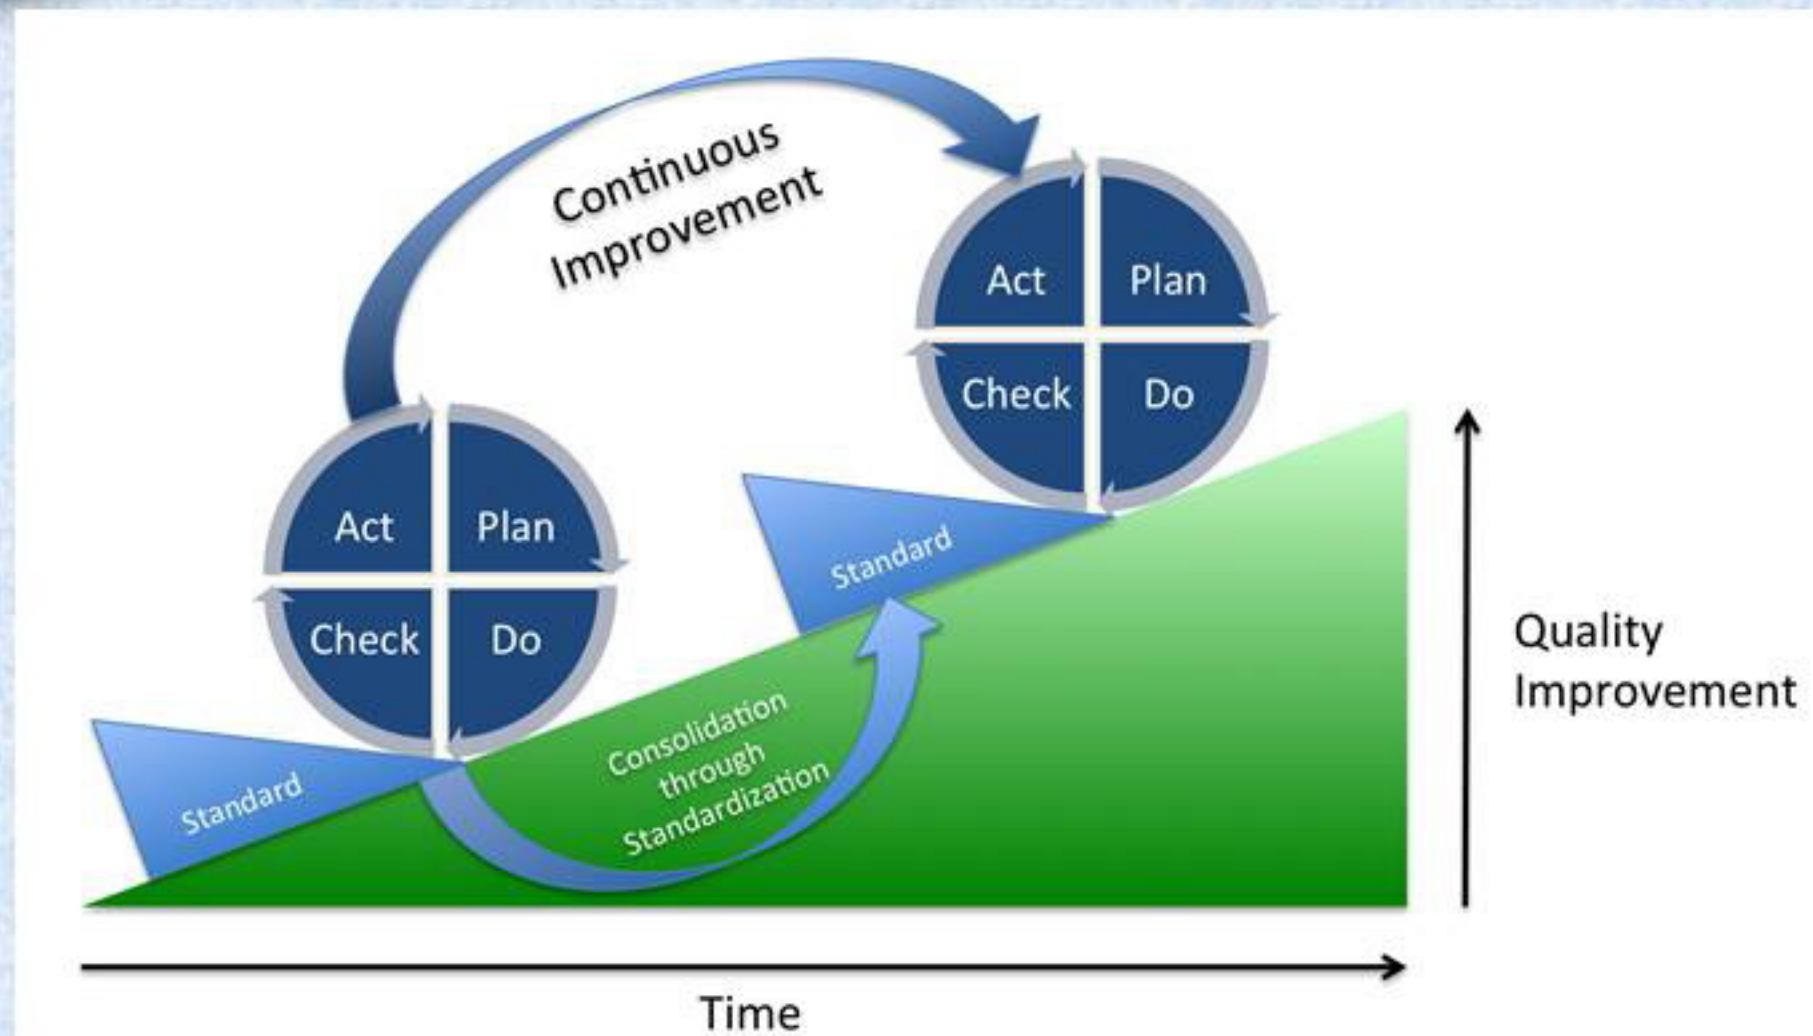 Continuous
Improvement
Act
Plan
Check
Do
Act
Plan
Check
Do
Standard
Standard
Consolidation
through
Standardization
Quality
Improvement
Time